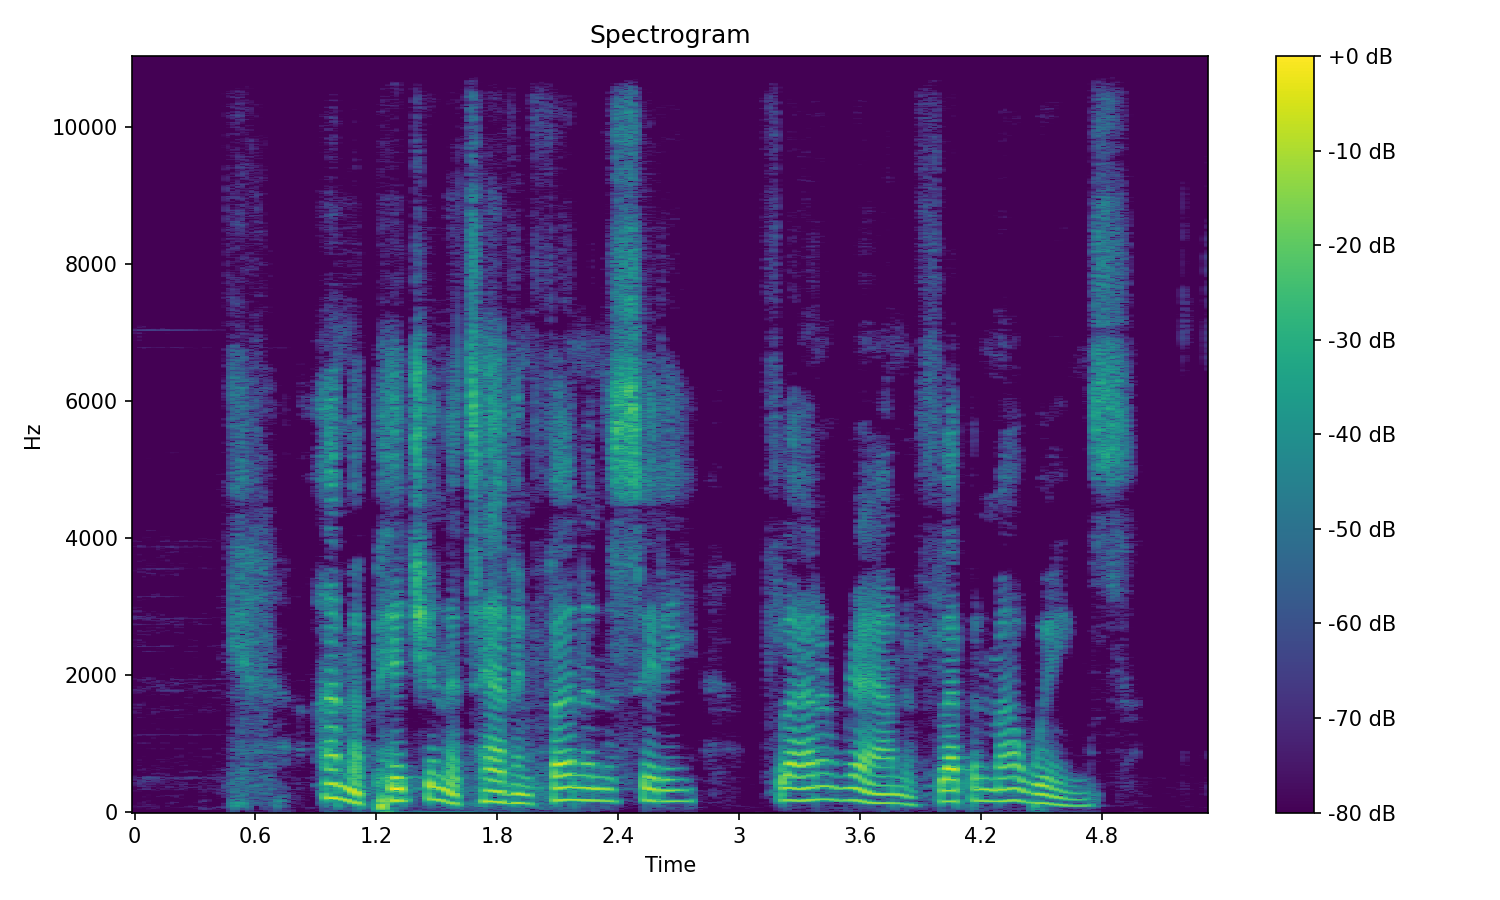 Spectrogram
+0 dB
10000
-10 dB
8000
-20 dB
-30 dB
6000
Hz
-40 dB
4000
-50 dB
-60 dB
2000
-70 dB
0
-80 dB
0 0.6 1.2 1.8 2.4 3 3.6 4.2 4.8
Time